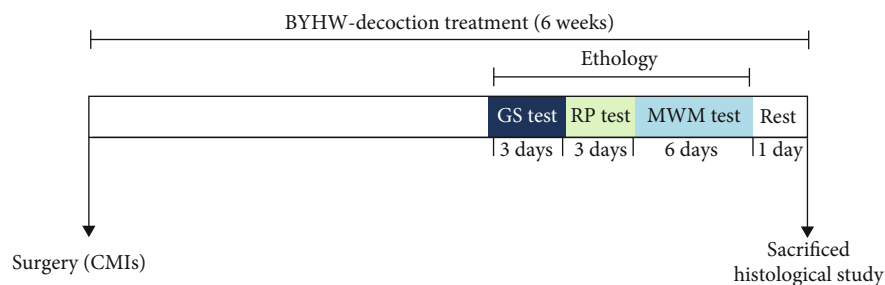 BYHW-decoction treatment (6 weeks)
Ethology
GS test
RP test
MWM test
Rest
3 days
3 days
6 days
1 day
Surgery (CMIs)
Sacrificed
histological study